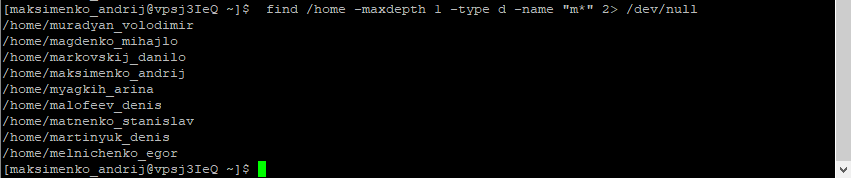 [maksimenko_andrij@vpsj3IeQ ~]$  find /home -maxdepth 1 -type d -name "m*" 2> /dev/null
/home/muradyan_volodimir
/home/magdenko_mihajlo
/home/markovskij_danilo
/home/maksimenko_andrij
/home/myagkih_arina
/home/malofeev_denis
/home/matnenko_stanislav
/home/martinyuk_denis
/home/melnichenko_egor
[maksimenko_andrij@vpsj3IeQ ~]$